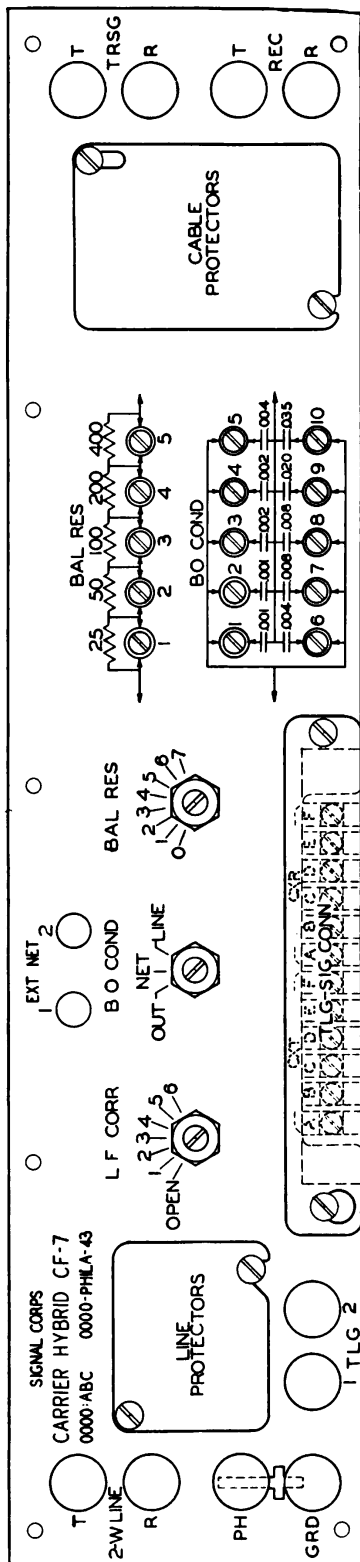 SIGNAL CORPS
CARRIER HYBRID CF-7
0000:ABC 0000-PHILA-43
T
2-W LINE
R
PH
GRD
LINE
PROTECTORS
1 TLG 2
L F CORR
OPEN 1 2 3 4 5 6
EXT NET
1 2
B O COND
OUT NET LINE
BAL RES
0 1 2 3 4 5 6 7
CXT CXR
A B C D E F A B C D E F
TLG-SIG CONN
BAL RES
25 50 100 200 400
1 2 3 4 5
BO COND
1 2 3 4 5
.001 .001 .002 .002 .004
.004 .008 .008 .020 .035
6 7 8 9 10
CABLE
PROTECTORS
T
TRSG
R
T
REC
R